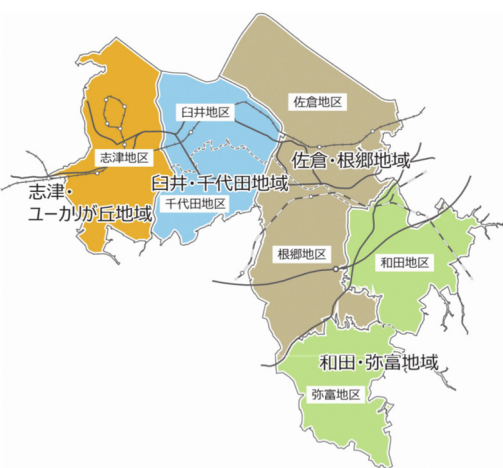 佐倉地区
臼井地区
志津地区
佐倉・根郷地域
臼井・千代田地域
志津・
ユーカリが丘地域
千代田地区
根郷地区
和田地区
和田・弥富地域
弥富地区